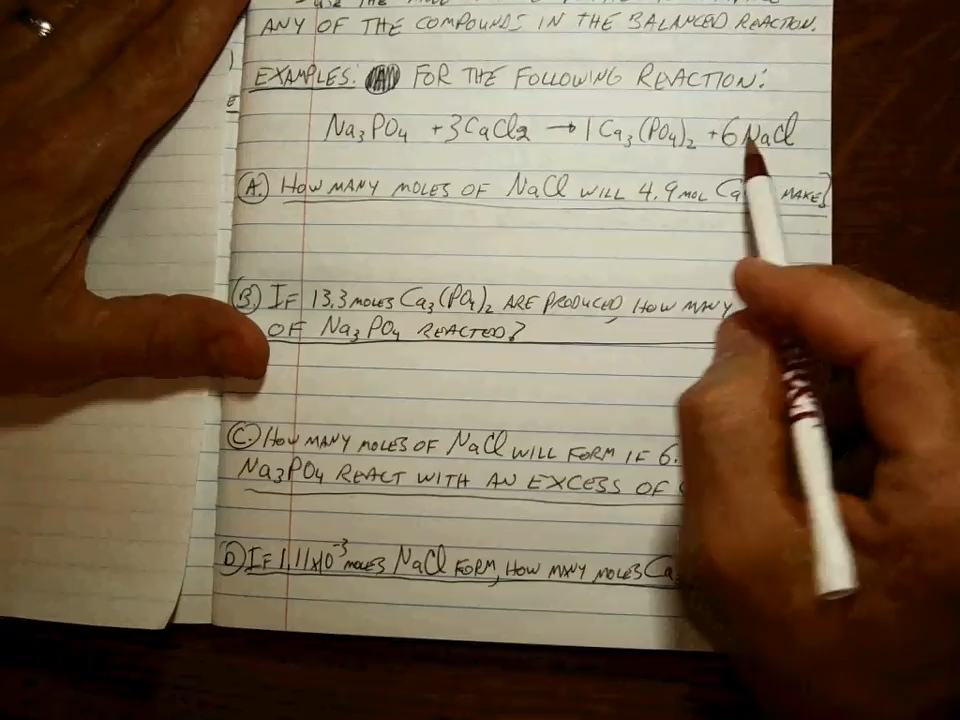 ANY OF THE COMPOUNDS IN THE BALANCED REACTION.
EXAMPLES: FOR THE FOLLOWING REACTION:
Na₃PO₄ + 3CaCl₂ → 1Ca₃(PO₄)₂ + 6NaCl
(A.) HOW MANY MOLES OF NaCl WILL 4.9 MOL Ca MAKE?
(B.) IF 13.3 MOLES Ca₃(PO₄)₂ ARE PRODUCED, HOW MANY
OF Na₃PO₄ REACTED?
(C.) HOW MANY MOLES OF NaCl WILL FORM IF 6.
Na₃PO₄ REACT WITH AN EXCESS OF
(D) IF 1.11x10⁻³ MOLES NaCl FORM, HOW MANY MOLES Ca